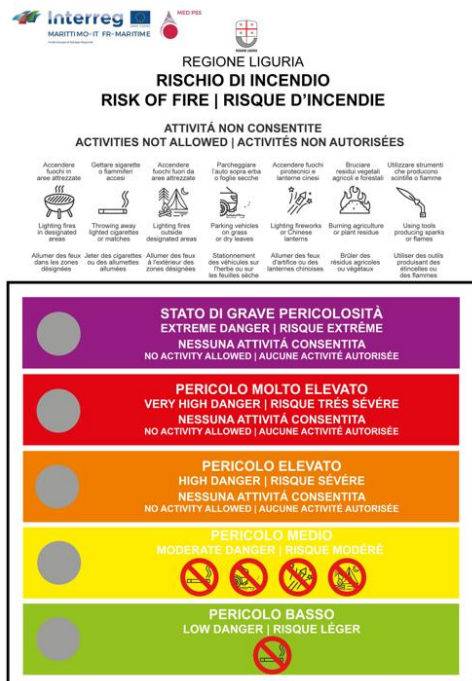 Interreg
MARITTIMO-IT FR-MARITIME
MED PSS
REGIONE LIGURIA
RISCHIO DI INCENDIO
RISK OF FIRE | RISQUE D'INCENDIE
ATTIVITÁ NON CONSENTITE
ACTIVITIES NOT ALLOWED | ACTIVITÉS NON AUTORISÉES
Accendere
fuochi in
aree attrezzate
Lighting fires
in designated
areas
Allumer des feux
dans les zones
désignées
Gettare sigarette
o fiammiferi
accesi
Throwing away
lighted cigarettes
or matches
Jeter des cigarettes
ou des allumettes
allumées
Accendere
fuochi fuori da
aree attrezzate
Lighting fires
outside
designated areas
Allumer des feux
à l'extérieur des
zones désignées
Parcheggiare
l'auto sopra erba
o foglie secche
Parking vehicles
on grass
or dry leaves
Stationnement
des véhicules sur
l'herbe ou sur
les feuilles sèches
Accendere fuochi
pirotecnici e
lanterne cinesi
Lighting fireworks
or Chinese
lanterns
Allumer des feux
d'artifice ou des
lanternes chinoises
Bruciare
residui vegetali
agricoli e forestali
Burning agriculture
or plant residue
Brûler des
résidus agricoles
ou végétaux
Utilizzare strumenti
che producono
scintille o fiamme
Using tools
producing sparks
or flames
Utiliser des outils
produisant des
étincelles ou
des flammes
STATO DI GRAVE PERICOLOSITÁ
EXTREME DANGER | RISQUE EXTRÊME
NESSUNA ATTIVITÁ CONSENTITA
NO ACTIVITY ALLOWED | AUCUNE ACTIVITÉ AUTORISÉE
PERICOLO MOLTO ELEVATO
VERY HIGH DANGER | RISQUE TRÉS SÉVÉRE
NESSUNA ATTIVITÁ CONSENTITA
NO ACTIVITY ALLOWED | AUCUNE ACTIVITÉ AUTORISÉE
PERICOLO ELEVATO
HIGH DANGER | RISQUE SÉVÉRE
NESSUNA ATTIVITÁ CONSENTITA
NO ACTIVITY ALLOWED | AUCUNE ACTIVITÉ AUTORISÉE
PERICOLO MEDIO
MODERATE DANGER | RISQUE MODÉRÉ
PERICOLO BASSO
LOW DANGER | RISQUE LÉGER